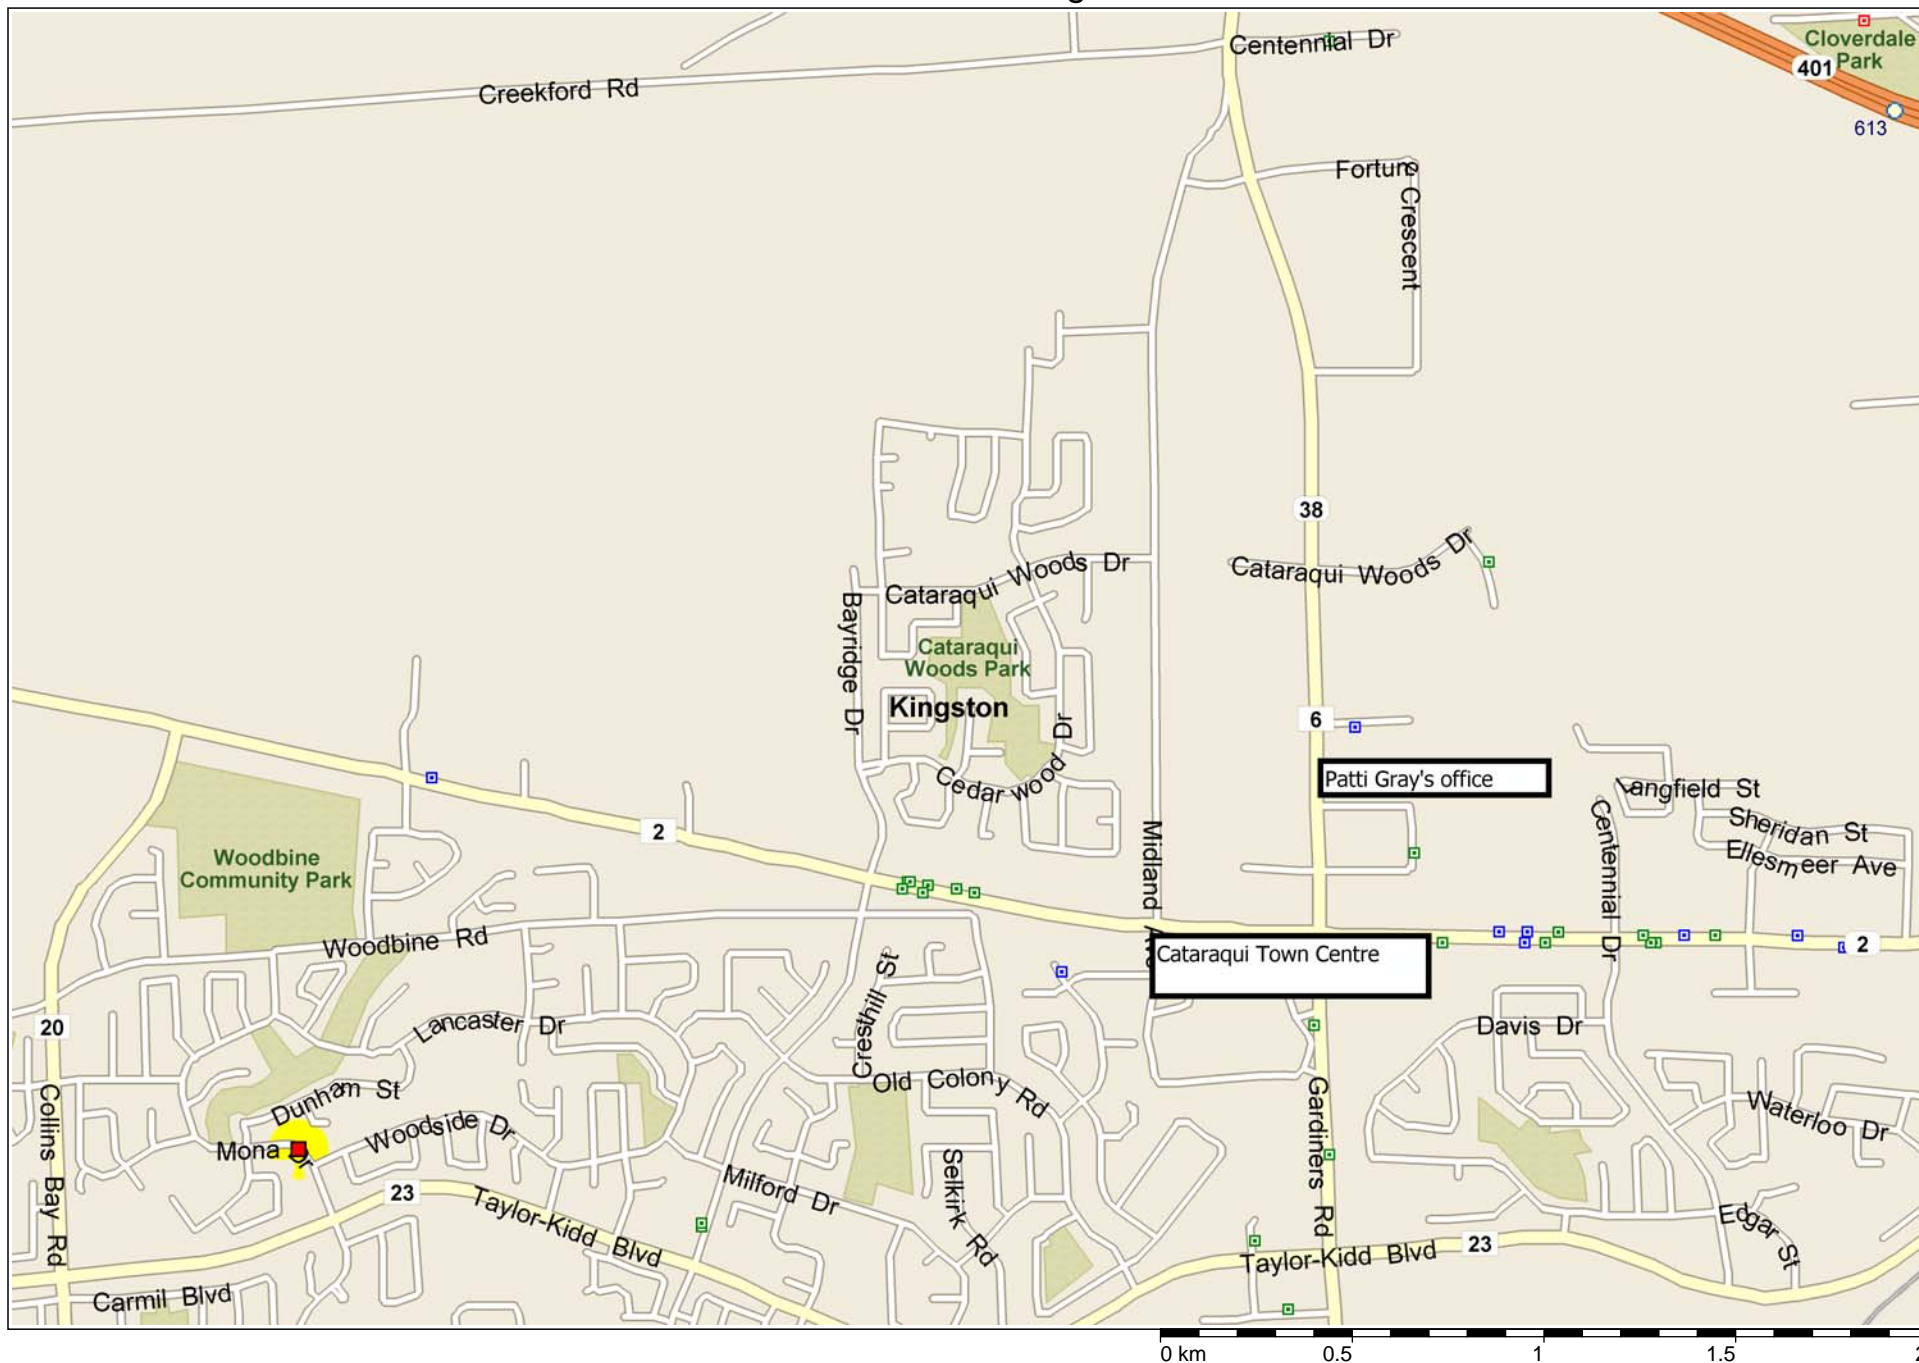 Centennial Dr
Cloverdale
Park
401
613
Creekford Rd
Fortune
Crescent
38
Cataraqui Woods Dr
Cataraqui Woods Dr
Bayridge Dr
Cataraqui
Woods Park
Kingston
6
Cedar wood Dr
Patti Gray's office
Langfield St
Sheridan St
Ellesmeer Ave
Centennial Dr
Midland Ave
2
Woodbine
Community Park
Woodbine Rd
2
Cataraqui Town Centre
20
Lancaster Dr
Cresthill St
Davis Dr
Old Colony Rd
Dunham St
Woodside Dr
Mona Dr
Collins Bay Rd
Gardiners Rd
Waterloo Dr
23
Taylor-Kidd Blvd
Milford Dr
Selkirk Rd
Edgar St
Taylor-Kidd Blvd
23
Carmil Blvd
0 km 0.5 1 1.5 2